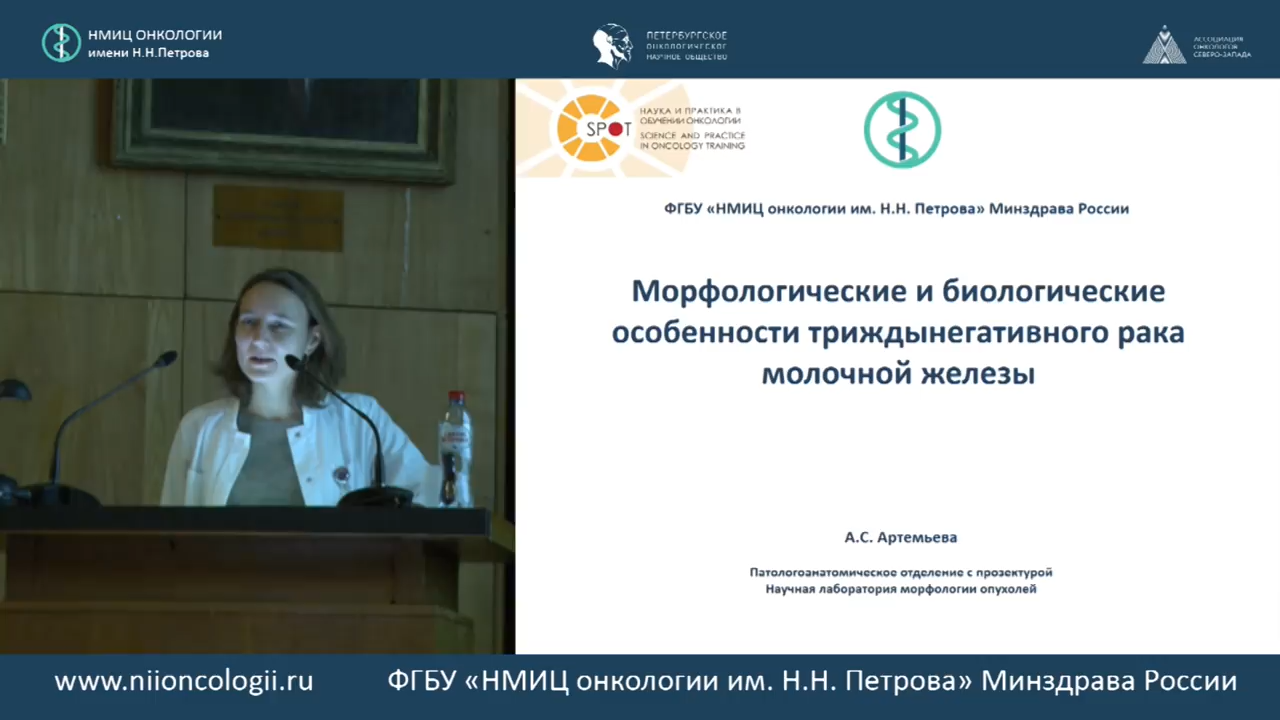 НМИЦ ОНКОЛОГИИ
имени Н.Н.Петрова
ПЕТЕРБУРГСКОЕ
ОНКОЛОГИЧЕСКОЕ
НАУЧНОЕ ОБЩЕСТВО
АССОЦИАЦИЯ
ОНКОЛОГОВ
СЕВЕРО-ЗАПАДА
SPOT
НАУКА И ПРАКТИКА В
ОБУЧЕНИИ ОНКОЛОГИИ
SCIENCE AND PRACTICE
IN ONCOLOGY TRAINING
ФГБУ «НМИЦ онкологии им. Н.Н. Петрова» Минздрава России
Морфологические и биологические
особенности триждынегативного рака
молочной железы
А.С. Артемьева
Патологоанатомическое отделение с прозектурой
Научная лаборатория морфологии опухолей
www.niioncologii.ru
ФГБУ «НМИЦ онкологии им. Н.Н. Петрова» Минздрава России